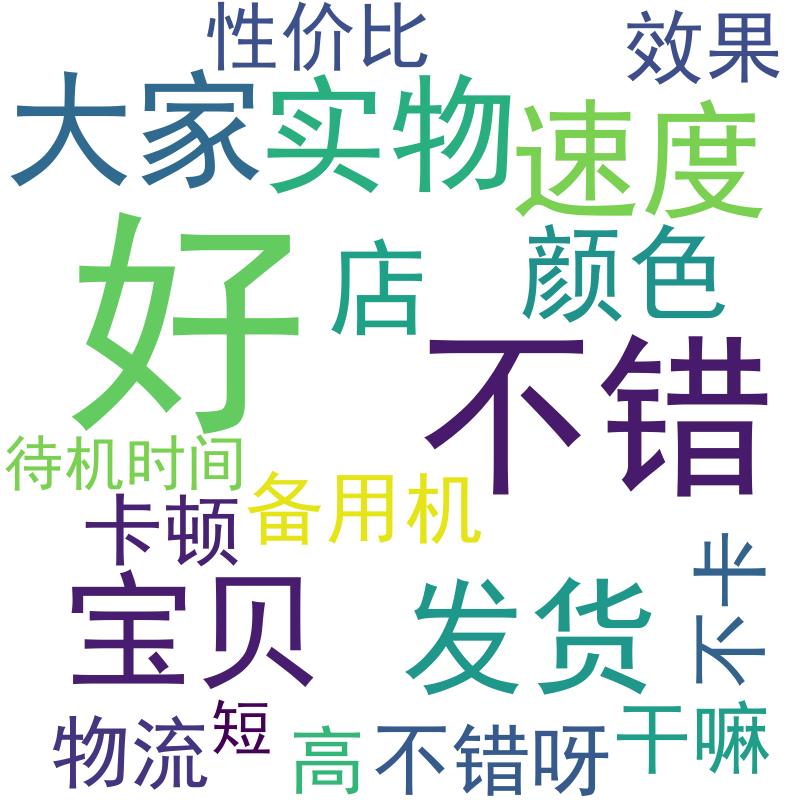 性价比
效果
大家
实物
速度
好
店
颜色
不错
待机时间
备用机
卡顿
不卡
宝贝
发货
物流
短
高
不错呀
干嘛